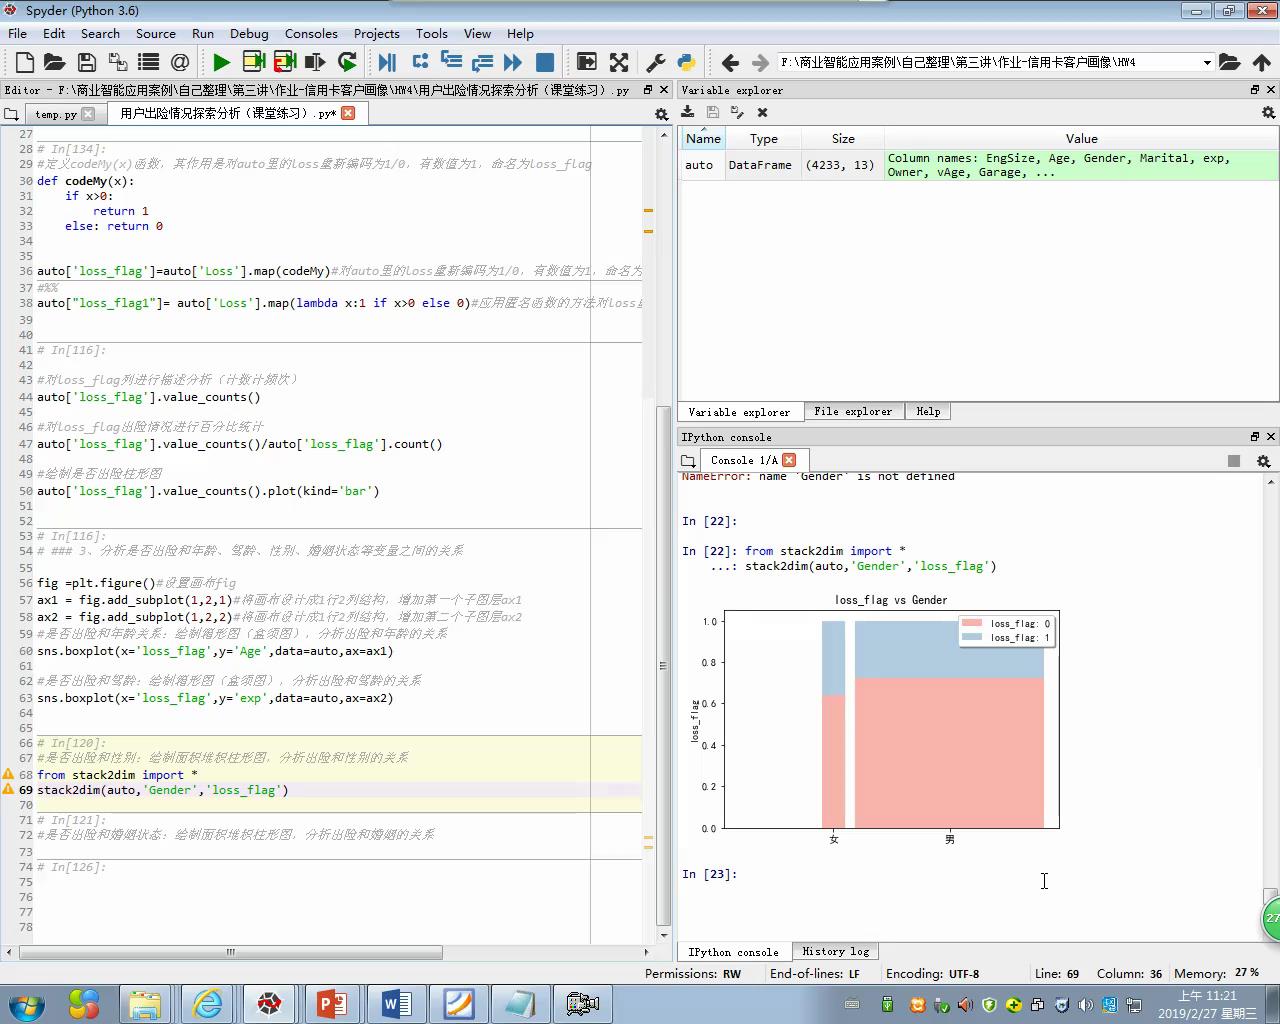 Spyder (Python 3.6)
File Edit Search Source Run Debug Consoles Projects Tools View Help
F:\商业智能应用案例\自己整理\第三讲\作业-信用卡客户画像\HW4
Editor - F:\商业智能应用案例\自己整理\第三讲\作业-信用卡客户画像\HW4\用户出险情况探索分析（课堂练习）.py
temp.py
用户出险情况探索分析（课堂练习）.py*
27
28 # In[134]:
29 #定义codeMy(x)函数，其作用是对auto里的loss重新编码为1/0，有数值为1，命名为loss_flag
30 def codeMy(x):
31 if x>0:
32 return 1
33 else: return 0
34
35
36 auto['loss_flag']=auto['Loss'].map(codeMy)#对auto里的loss重新编码为1/0，有数值为1，命名为
37 #%%
38 auto["loss_flag1"]= auto['Loss'].map(lambda x:1 if x>0 else 0)#应用匿名函数的方法对loss
39
40
41 # In[116]:
42
43 #对loss_flag列进行描述分析（计数计频次）
44 auto['loss_flag'].value_counts()
45
46 #对loss_flag出险情况进行百分比统计
47 auto['loss_flag'].value_counts()/auto['loss_flag'].count()
48
49 #绘制是否出险柱形图
50 auto['loss_flag'].value_counts().plot(kind='bar')
51
52
53 # In[116]:
54 # ### 3、分析是否出险和年龄、驾龄、性别、婚姻状态等变量之间的关系
55
56 fig =plt.figure()#设置画布fig
57 ax1 = fig.add_subplot(1,2,1)#将画布设计成1行2列结构，增加第一个子图层ax1
58 ax2 = fig.add_subplot(1,2,2)#将画布设计成1行2列结构，增加第二个子图层ax2
59 #是否出险和年龄关系：绘制箱形图（盒须图），分析出险和年龄的关系
60 sns.boxplot(x='loss_flag',y='Age',data=auto,ax=ax1)
61
62 #是否出险和驾龄：绘制箱形图（盒须图），分析出险和驾龄的关系
63 sns.boxplot(x='loss_flag',y='exp',data=auto,ax=ax2)
64
65
66 # In[120]:
67 #是否出险和性别：绘制面积堆积柱形图，分析出险和性别的关系
68 from stack2dim import *
69 stack2dim(auto,'Gender','loss_flag')
70
71 # In[121]:
72 #是否出险和婚姻状态：绘制面积堆积柱形图，分析出险和婚姻的关系
73
74 # In[126]:
75
76
77
78
Variable explorer
Name Type Size Value
auto DataFrame (4233, 13) Column names: EngSize, Age, Gender, Marital, exp,
Owner, vAge, Garage, ...
Variable explorer File explorer Help
IPython console
Console 1/A
NameError: name 'Gender' is not defined
In [22]:
In [22]: from stack2dim import *
...: stack2dim(auto,'Gender','loss_flag')
loss_flag vs Gender
loss_flag: 0
loss_flag: 1
1.0
0.8
0.6
0.4
0.2
0.0
loss_flag
女 男
In [23]:
27
IPython console History log
Permissions: RW End-of-lines: LF Encoding: UTF-8 Line: 69 Column: 36 Memory: 27 %
上午 11:21
2019/2/27 星期三